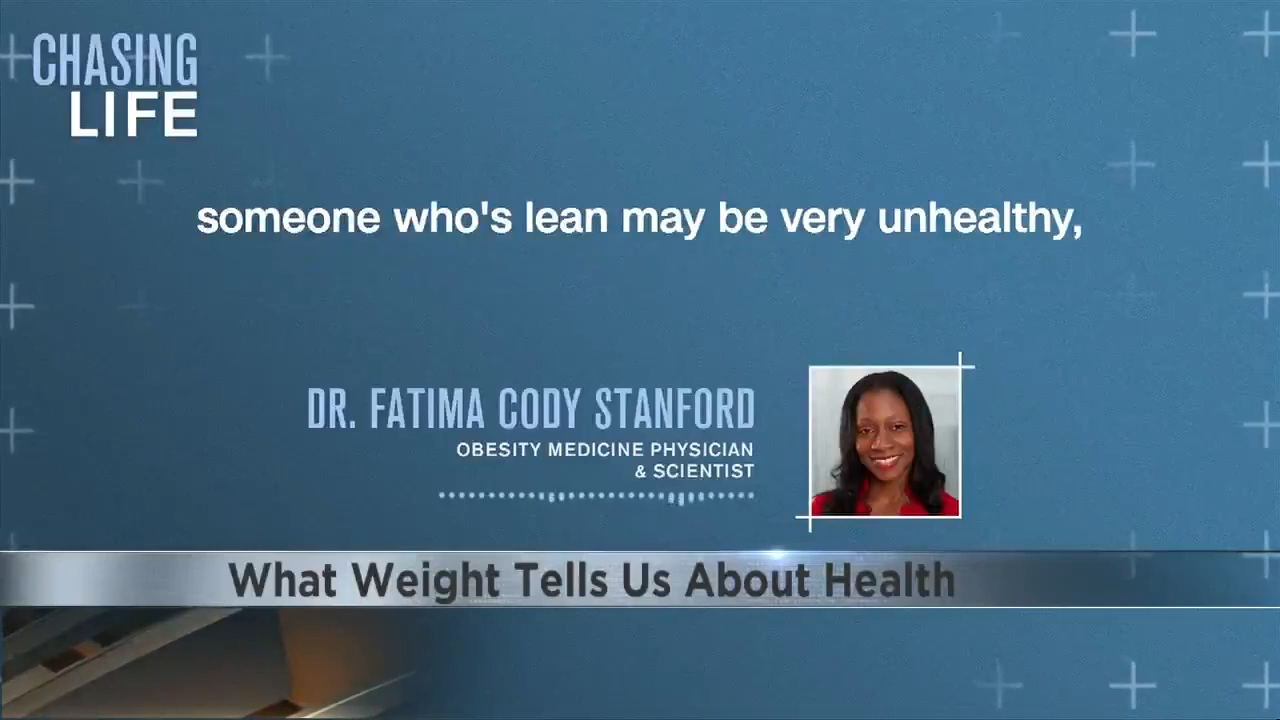 CHASING
LIFE
someone who's lean may be very unhealthy,
DR. FATIMA CODY STANFORD
OBESITY MEDICINE PHYSICIAN
& SCIENTIST
What Weight Tells Us About Health